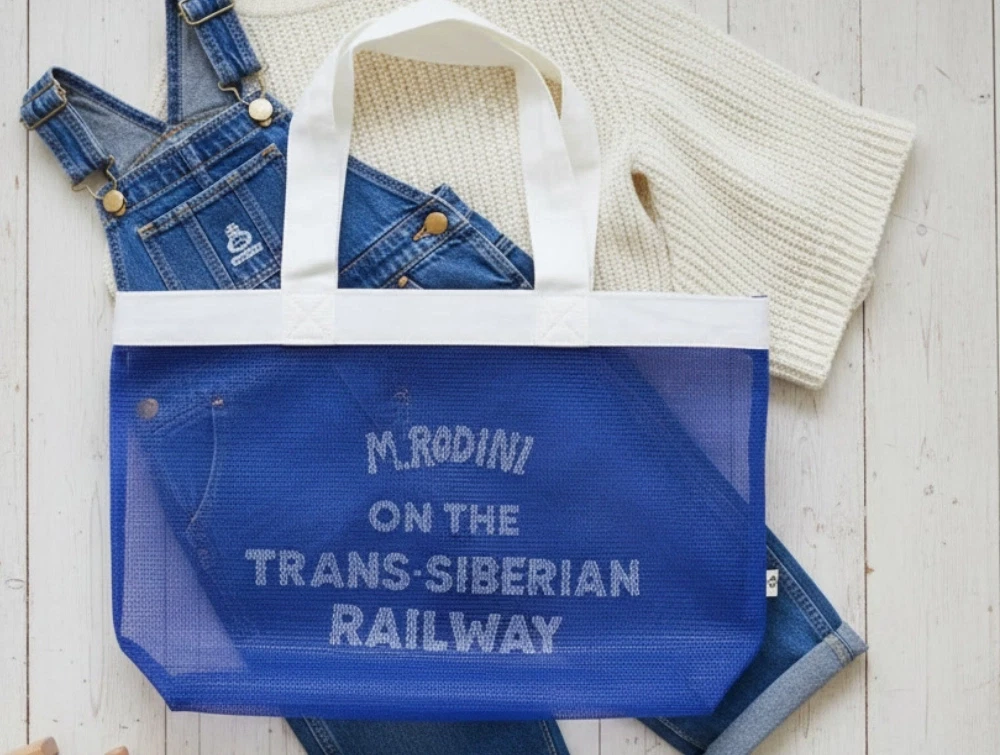 M.RODINI
ON THE
TRANS-SIBERIAN
RAILWAY